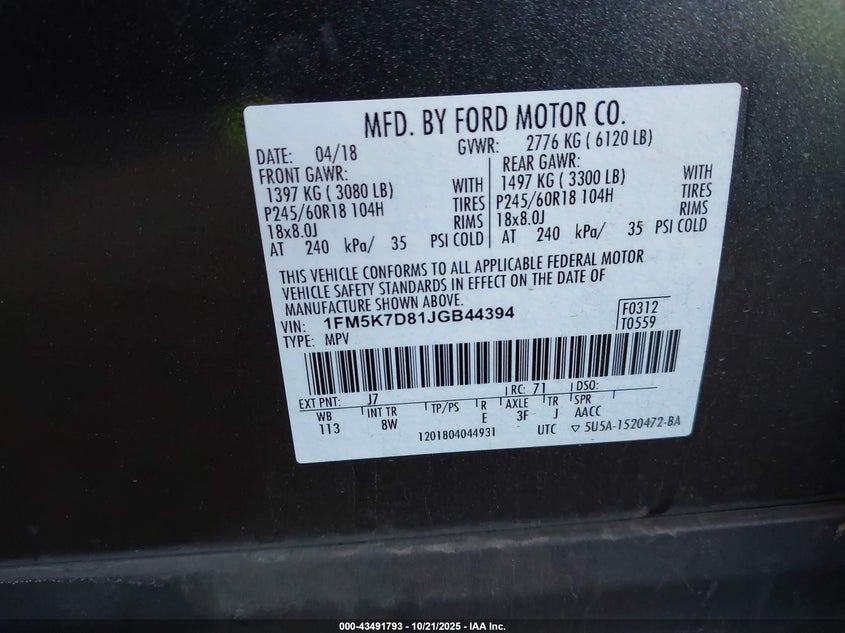 MFD. BY FORD MOTOR CO.
DATE: 04/18 GVWR: 2776 KG ( 6120 LB)
FRONT GAWR: REAR GAWR:
1397 KG ( 3080 LB) WITH 1497 KG ( 3300 LB) WITH
P245/60R18 104H TIRES P245/60R18 104H TIRES
18x8.0J RIMS 18x8.0J RIMS
AT 240 kPa/ 35 PSI COLD AT 240 kPa/ 35 PSI COLD
THIS VEHICLE CONFORMS TO ALL APPLICABLE FEDERAL MOTOR
VEHICLE SAFETY STANDARDS IN EFFECT ON THE DATE OF
MANUFACTURE SHOWN ABOVE.
VIN: 1FM5K7D81JGB44394 F0312
TYPE: MPV T0559
EXT PNT: J7 RC: 71 DSO:
WB INT TR TP/PS R AXLE TR SPR
113 8W E 3F J AACC
1201804044931 UTC ▽ 5U5A-1520472-BA
000-43491793 - 10/21/2025 - IAA Inc.